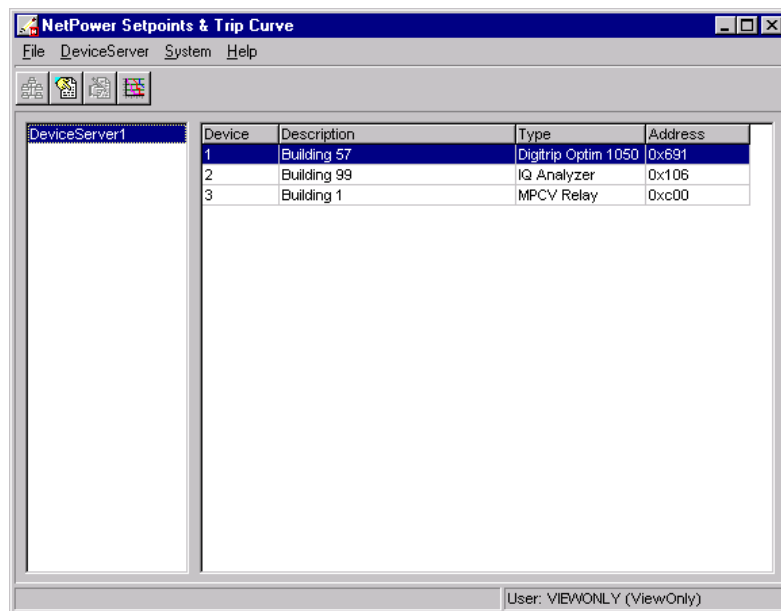 NetPower Setpoints & Trip Curve
File DeviceServer System Help
DeviceServer1
Device Description Type Address
1 Building 57 Digitrip Optim 1050 0x691
2 Building 99 IQ Analyzer 0x106
3 Building 1 MPCV Relay 0xc00
User: VIEWONLY (ViewOnly)